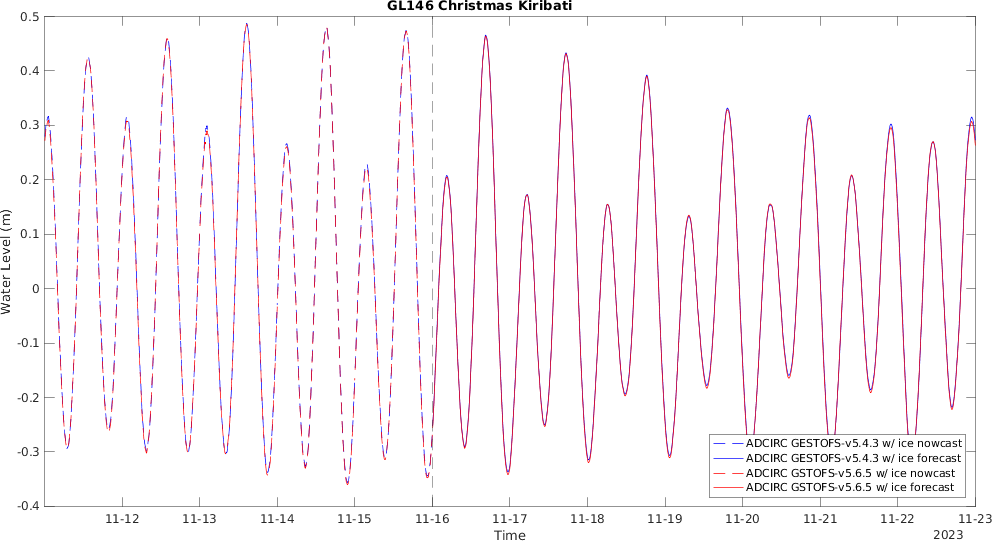 GL146 Christmas Kiribati
0.5
0.4
0.3
0.2
0.1
0
-0.1
-0.2
-0.3
-0.4
Water Level (m)
11-12 11-13 11-14 11-15 11-16 11-17 11-18 11-19 11-20 11-21 11-22 11-23
Time
2023
ADCIRC GESTOFS-v5.4.3 w/ ice nowcast
ADCIRC GESTOFS-v5.4.3 w/ ice forecast
ADCIRC GSTOFS-v5.6.5 w/ ice nowcast
ADCIRC GSTOFS-v5.6.5 w/ ice forecast